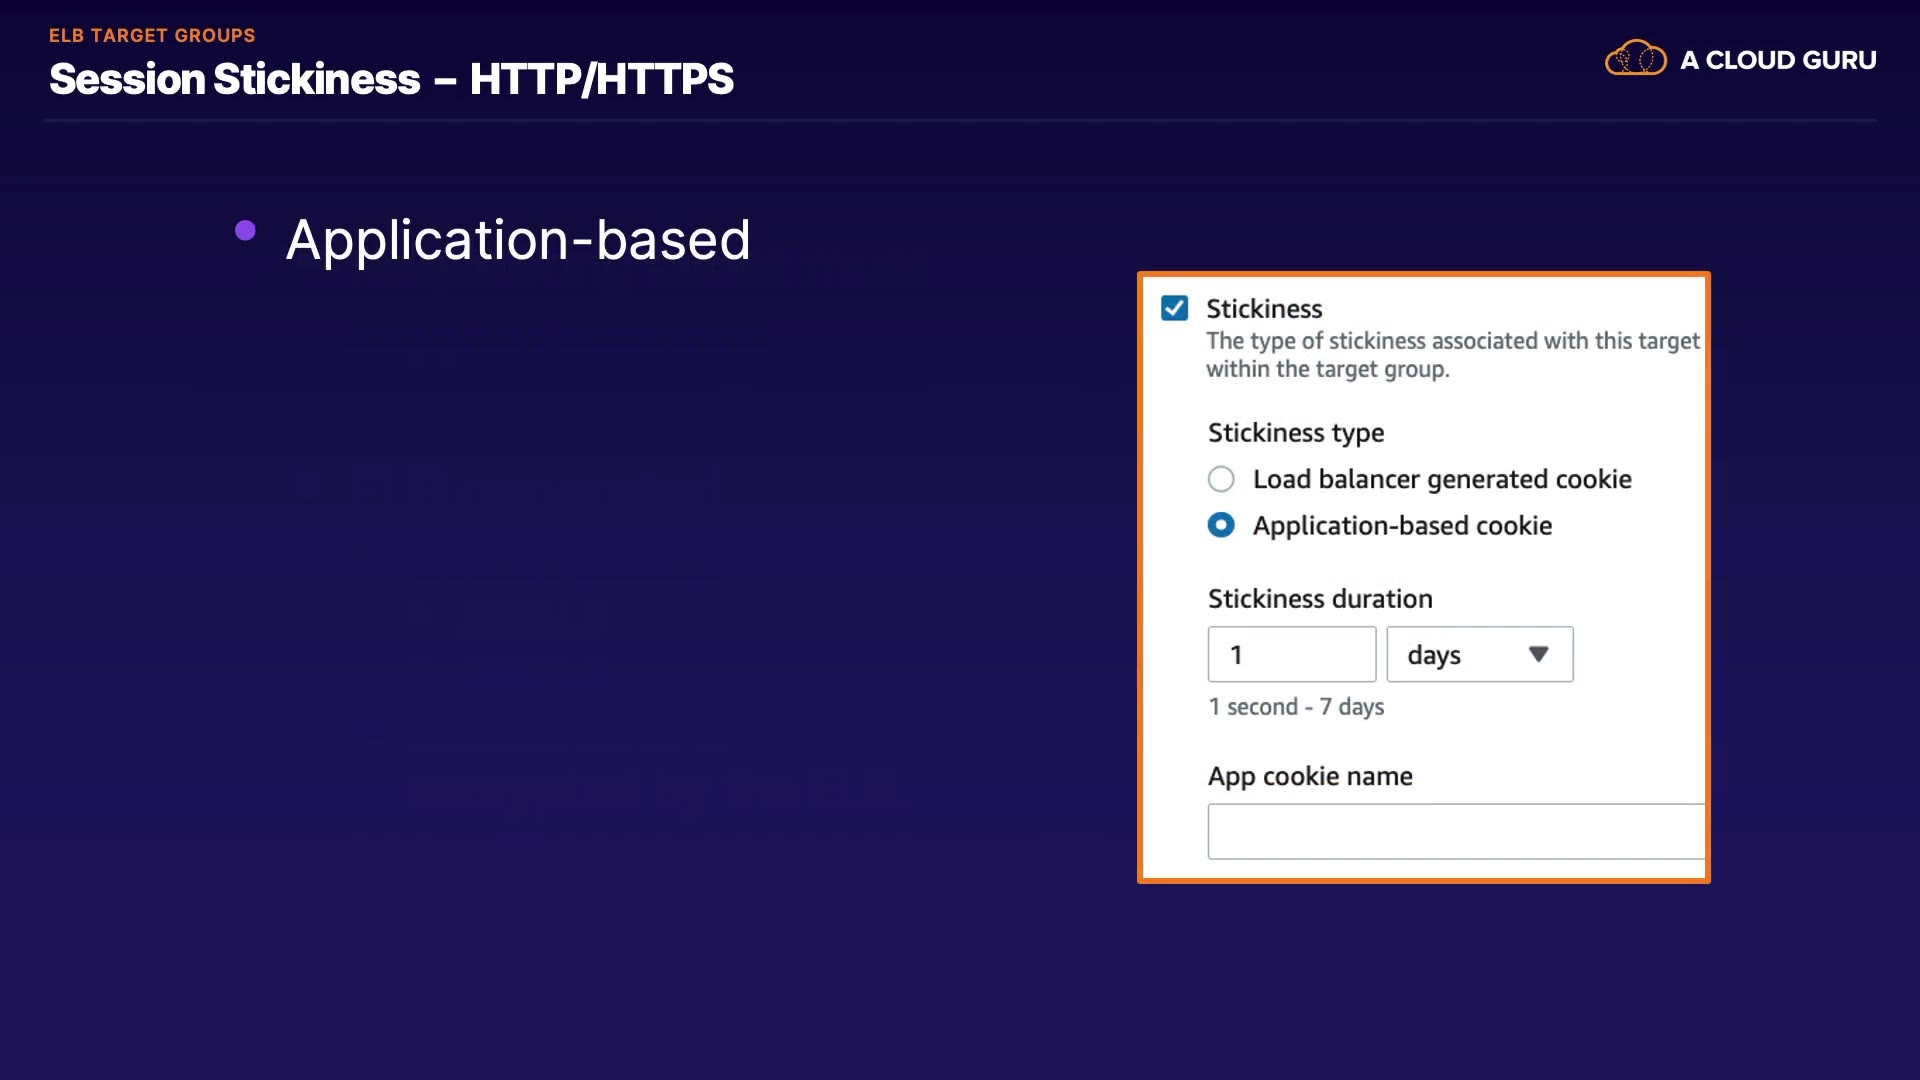 ELB TARGET GROUPS
Session Stickiness – HTTP/HTTPS
A CLOUD GURU
• Application-based
Stickiness
The type of stickiness associated with this target
within the target group.
Stickiness type
Load balancer generated cookie
Application-based cookie
Stickiness duration
1 days
1 second - 7 days
App cookie name